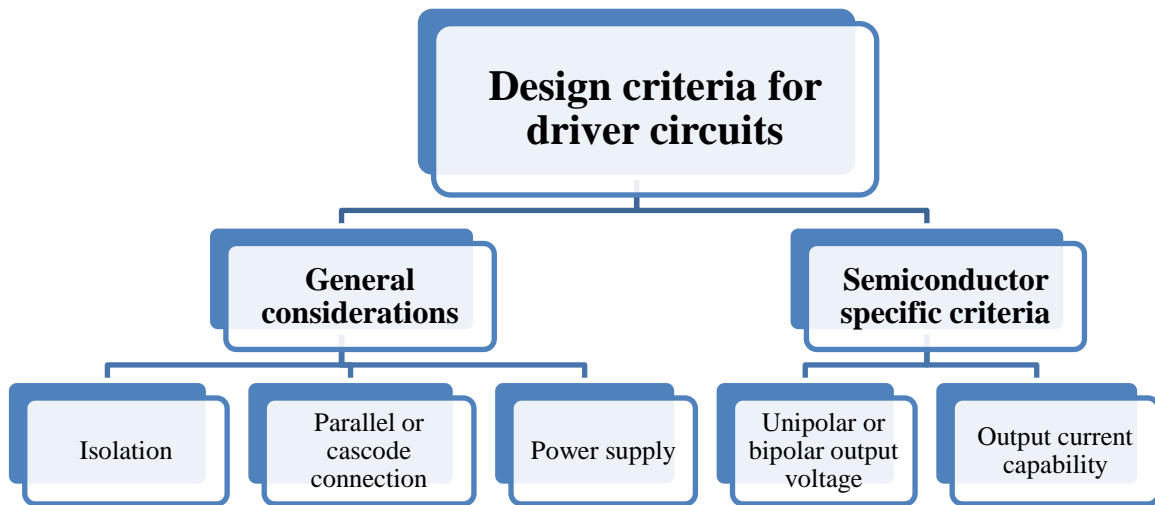 Design criteria for
driver circuits
General
considerations
Semiconductor
specific criteria
Isolation
Parallel or
cascode
connection
Power supply
Unipolar or
bipolar output
voltage
Output current
capability